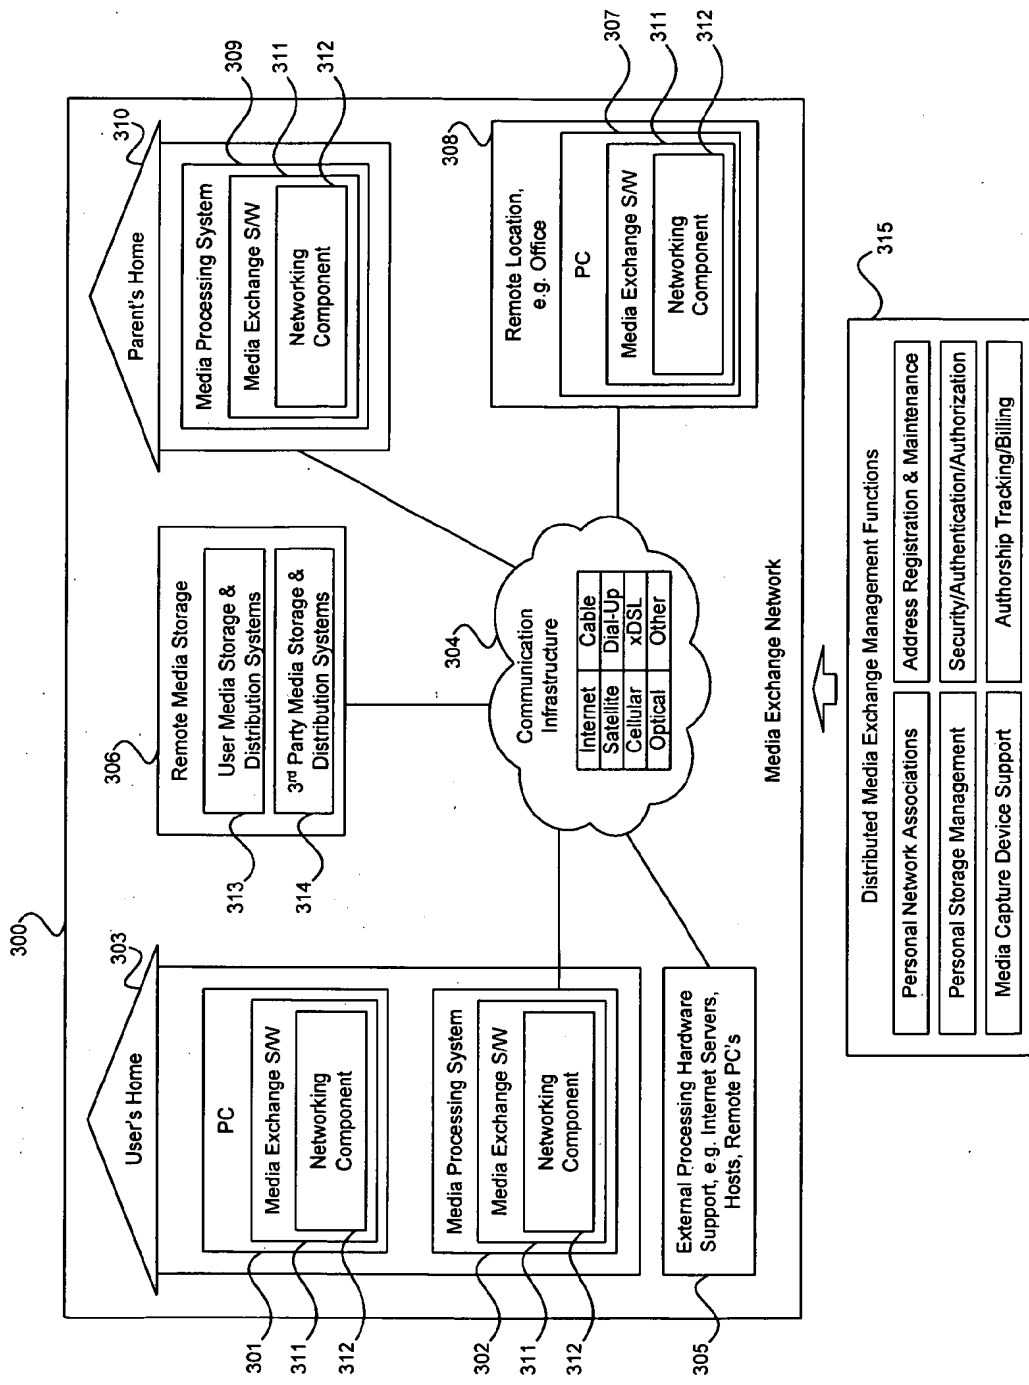 300
303
User's Home
PC
Media Exchange S/W
Networking
Component
301
311
312
Media Processing System
Media Exchange S/W
Networking
Component
302
311
312
External Processing Hardware
Support, e.g. Internet Servers,
Hosts, Remote PC's
305
306
Remote Media Storage
User Media Storage &
Distribution Systems
3rd Party Media Storage &
Distribution Systems
313
314
304
Communication
Infrastructure
Internet Cable
Satellite Dial-Up
Cellular xDSL
Optical Other
310
Parent's Home
309
311
312
Media Processing System
Media Exchange S/W
Networking
Component
308
Remote Location,
e.g. Office
307
311
312
PC
Media Exchange S/W
Networking
Component
Media Exchange Network
315
Distributed Media Exchange Management Functions
Personal Network Associations Address Registration & Maintenance
Personal Storage Management Security/Authentication/Authorization
Media Capture Device Support Authorship Tracking/Billing